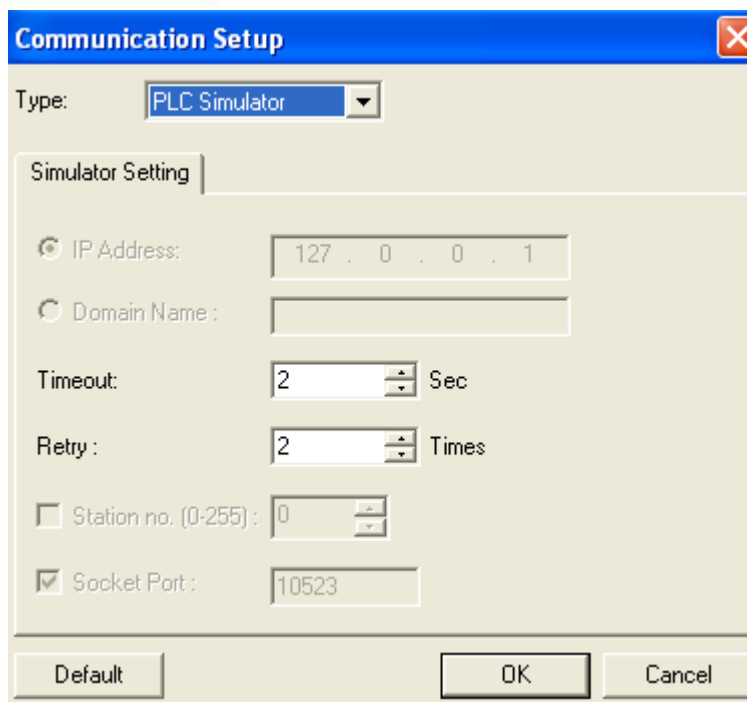 Communication Setup
Type: PLC Simulator
Simulator Setting
IP Address: 127 . 0 . 0 . 1
Domain Name :
Timeout: 2 Sec
Retry : 2 Times
Station no. (0-255) : 0
Socket Port : 10523
Default OK Cancel